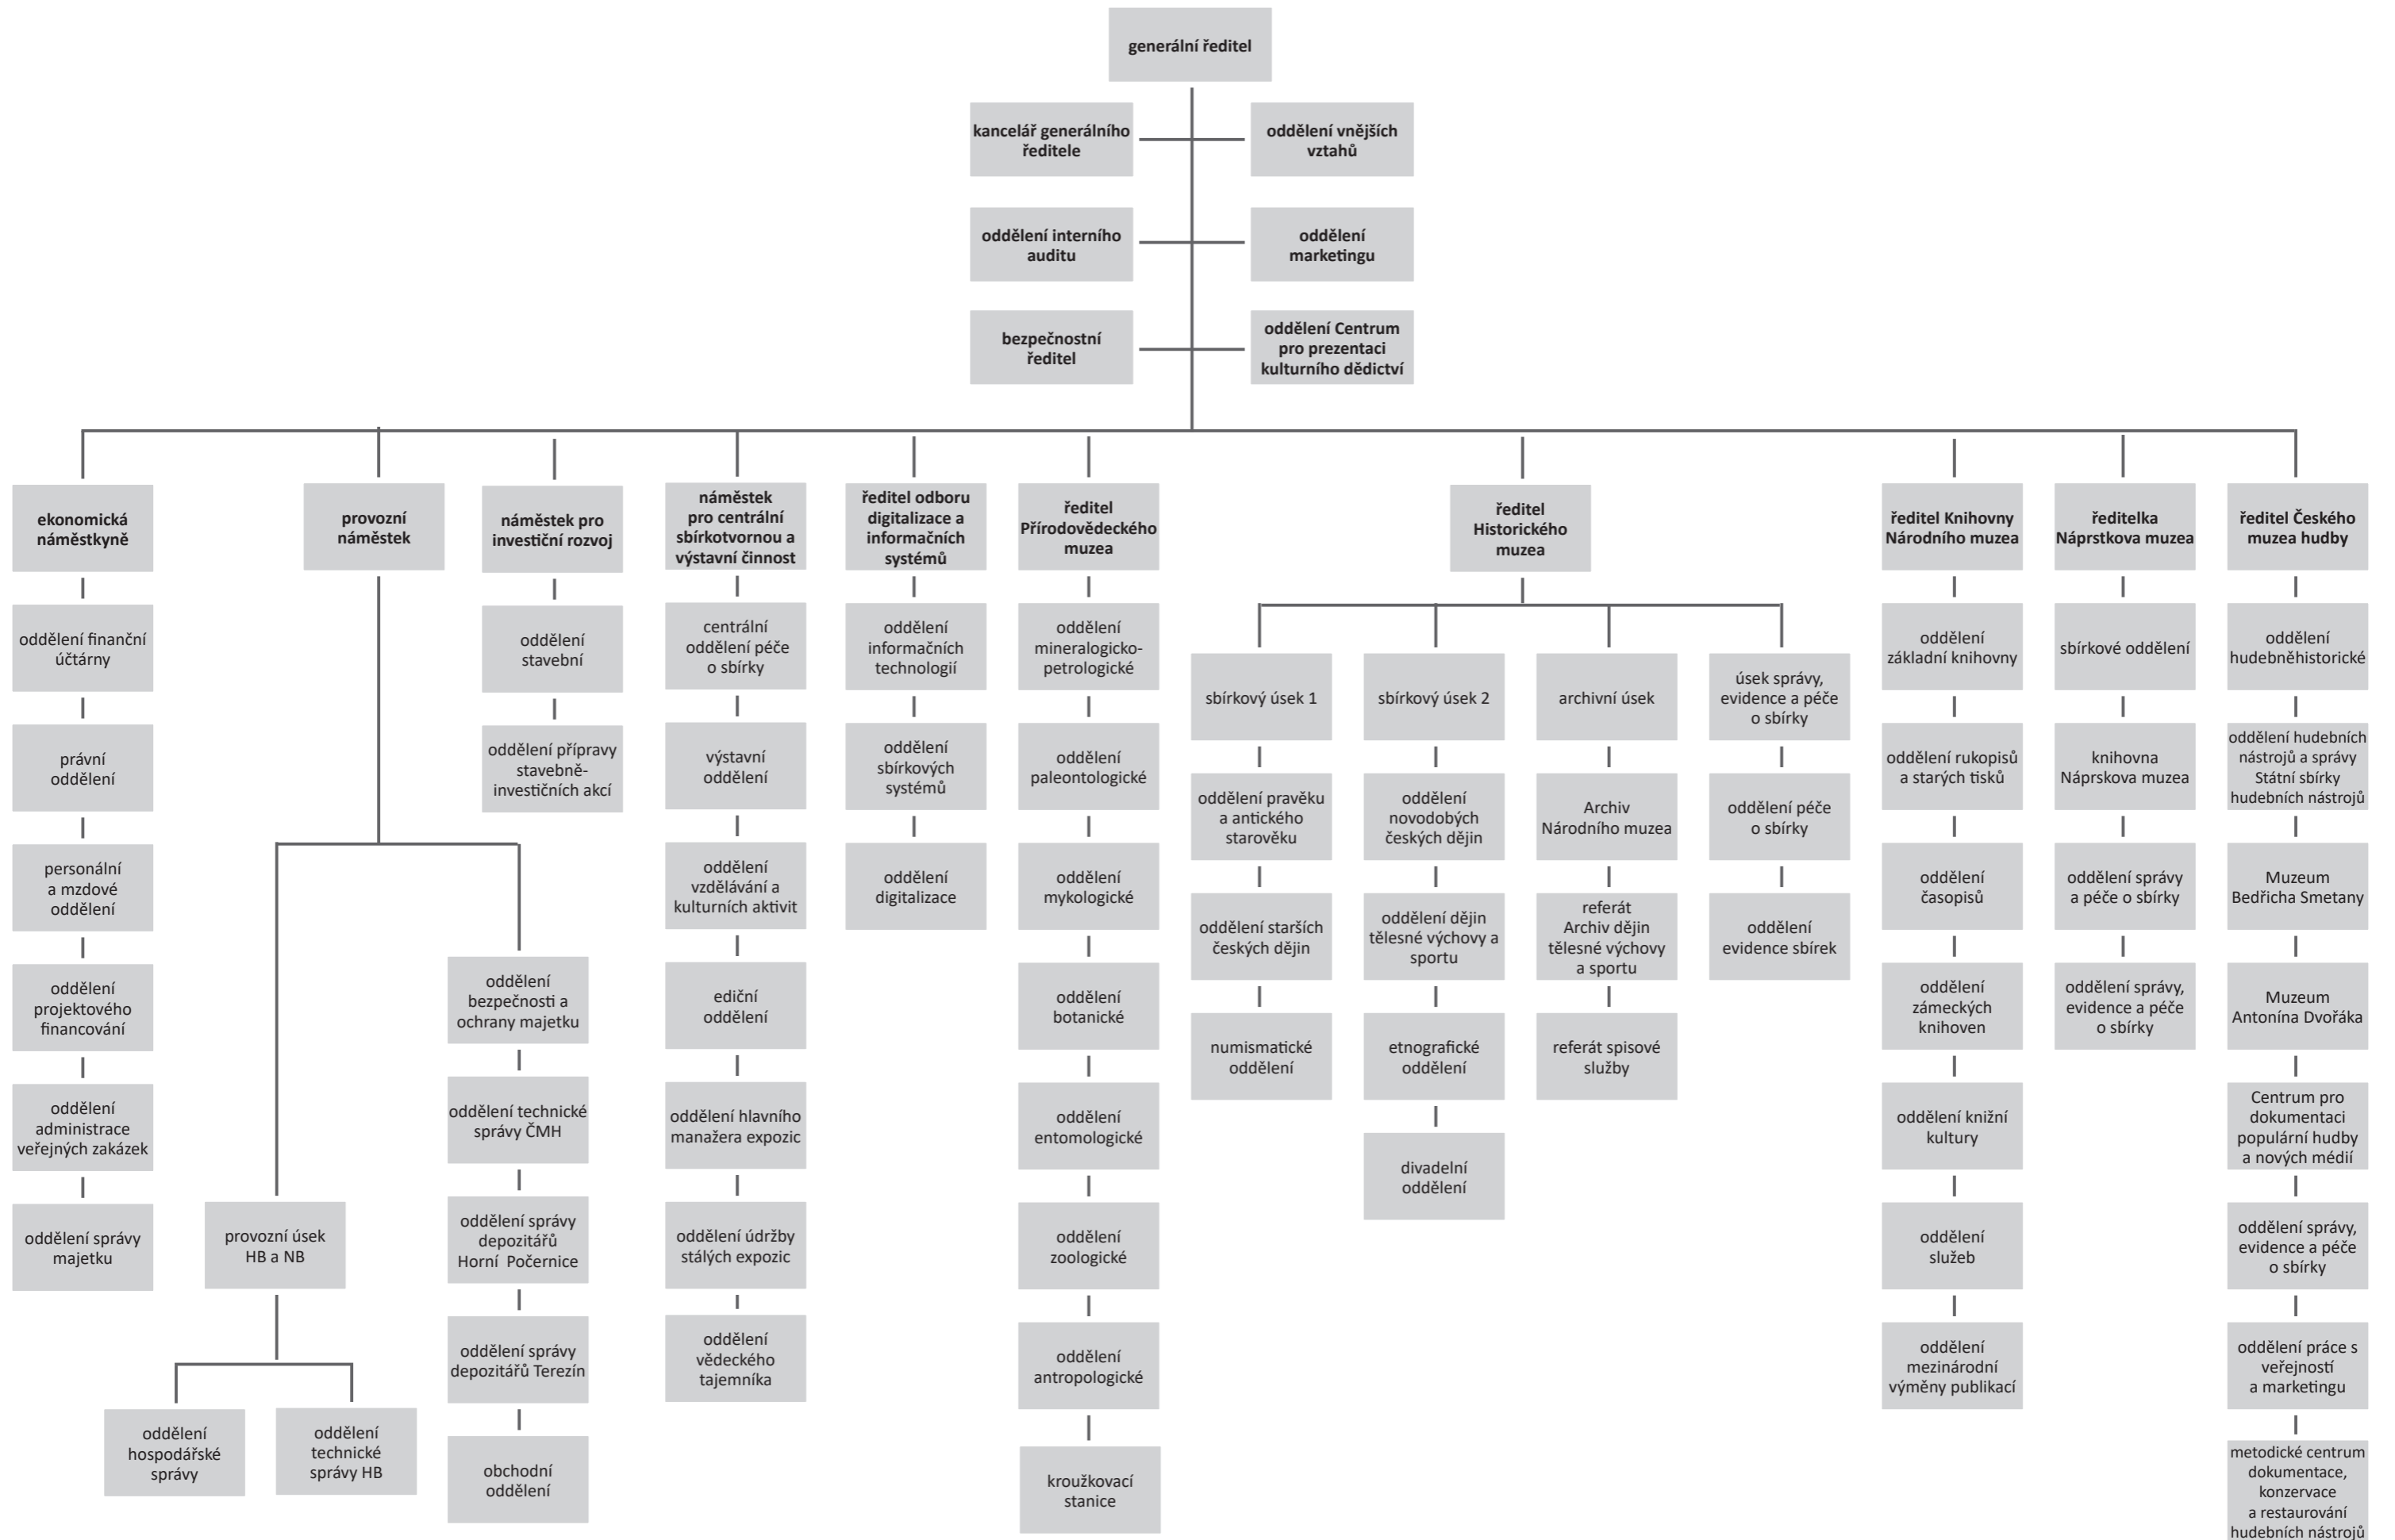 generální ředitel
kancelář generálního
ředitele
oddělení vnějších
vztahů
oddělení interního
auditu
oddělení
marketingu
bezpečnostní
ředitel
oddělení Centrum
pro prezentaci
kulturního dědictví
ekonomická
náměstkyně
oddělení finanční
účtárny
právní
oddělení
personální
a mzdové
oddělení
oddělení
projektového
financování
oddělení
administrace
veřejných zakázek
oddělení správy
majetku
provozní
náměstek
provozní úsek
HB a NB
oddělení
hospodářské
správy
oddělení
technické
správy HB
oddělení
bezpečnosti a
ochrany majetku
oddělení technické
správy ČMH
oddělení správy
depozitářů
Horní Počernice
oddělení správy
depozitářů Terezín
obchodní
oddělení
náměstek pro
investiční rozvoj
oddělení
stavební
oddělení přípravy
stavebně-
investičních akcí
náměstek
pro centrální
sbírkotvornou a
výstavní činnost
centrální
oddělení péče
o sbírky
výstavní
oddělení
oddělení
vzdělávání a
kulturních aktivit
ediční
oddělení
oddělení hlavního
manažera expozic
oddělení údržby
stálých expozic
oddělení
vědeckého
tajemníka
ředitel odboru
digitalizace a
informačních
systémů
oddělení
informačních
technologií
oddělení
sbírkových
systémů
oddělení
digitalizace
ředitel
Přírodovědeckého
muzea
oddělení
mineralogicko-
petrologické
oddělení
paleontologické
oddělení
mykologické
oddělení
botanické
oddělení
entomologické
oddělení
zoologické
oddělení
antropologické
kroužkovací
stanice
ředitel
Historického
muzea
sbírkový úsek 1
oddělení pravěku
a antického
starověku
oddělení starších
českých dějin
numismatické
oddělení
sbírkový úsek 2
oddělení
novodobých
českých dějin
oddělení dějin
tělesné výchovy a
sportu
etnografické
oddělení
divadelní
oddělení
archivní úsek
Archiv
Národního muzea
referát
Archiv dějin
tělesné výchovy
a sportu
referát spisové
služby
úsek správy,
evidence a péče
o sbírky
oddělení péče
o sbírky
oddělení
evidence sbírek
ředitel Knihovny
Národního muzea
oddělení
základní knihovny
oddělení rukopisů
a starých tisků
oddělení
časopisů
oddělení
zámeckých
knihoven
oddělení knižní
kultury
oddělení
služeb
oddělení
mezinárodní
výměny publikací
ředitelka
Náprstkova muzea
sbírkové oddělení
knihovna
Náprskova muzea
oddělení správy
a péče o sbírky
oddělení správy,
evidence a péče
o sbírky
ředitel Českého
muzea hudby
oddělení
hudebněhistorické
oddělení hudebních
nástrojů a správy
Státní sbírky
hudebních nástrojů
Muzeum
Bedřicha Smetany
Muzeum
Antonína Dvořáka
Centrum pro
dokumentaci
populární hudby
a nových médií
oddělení správy,
evidence a péče
o sbírky
oddělení práce s
veřejností
a marketingu
metodické centrum
dokumentace,
konzervace
a restaurování
hudebních nástrojů